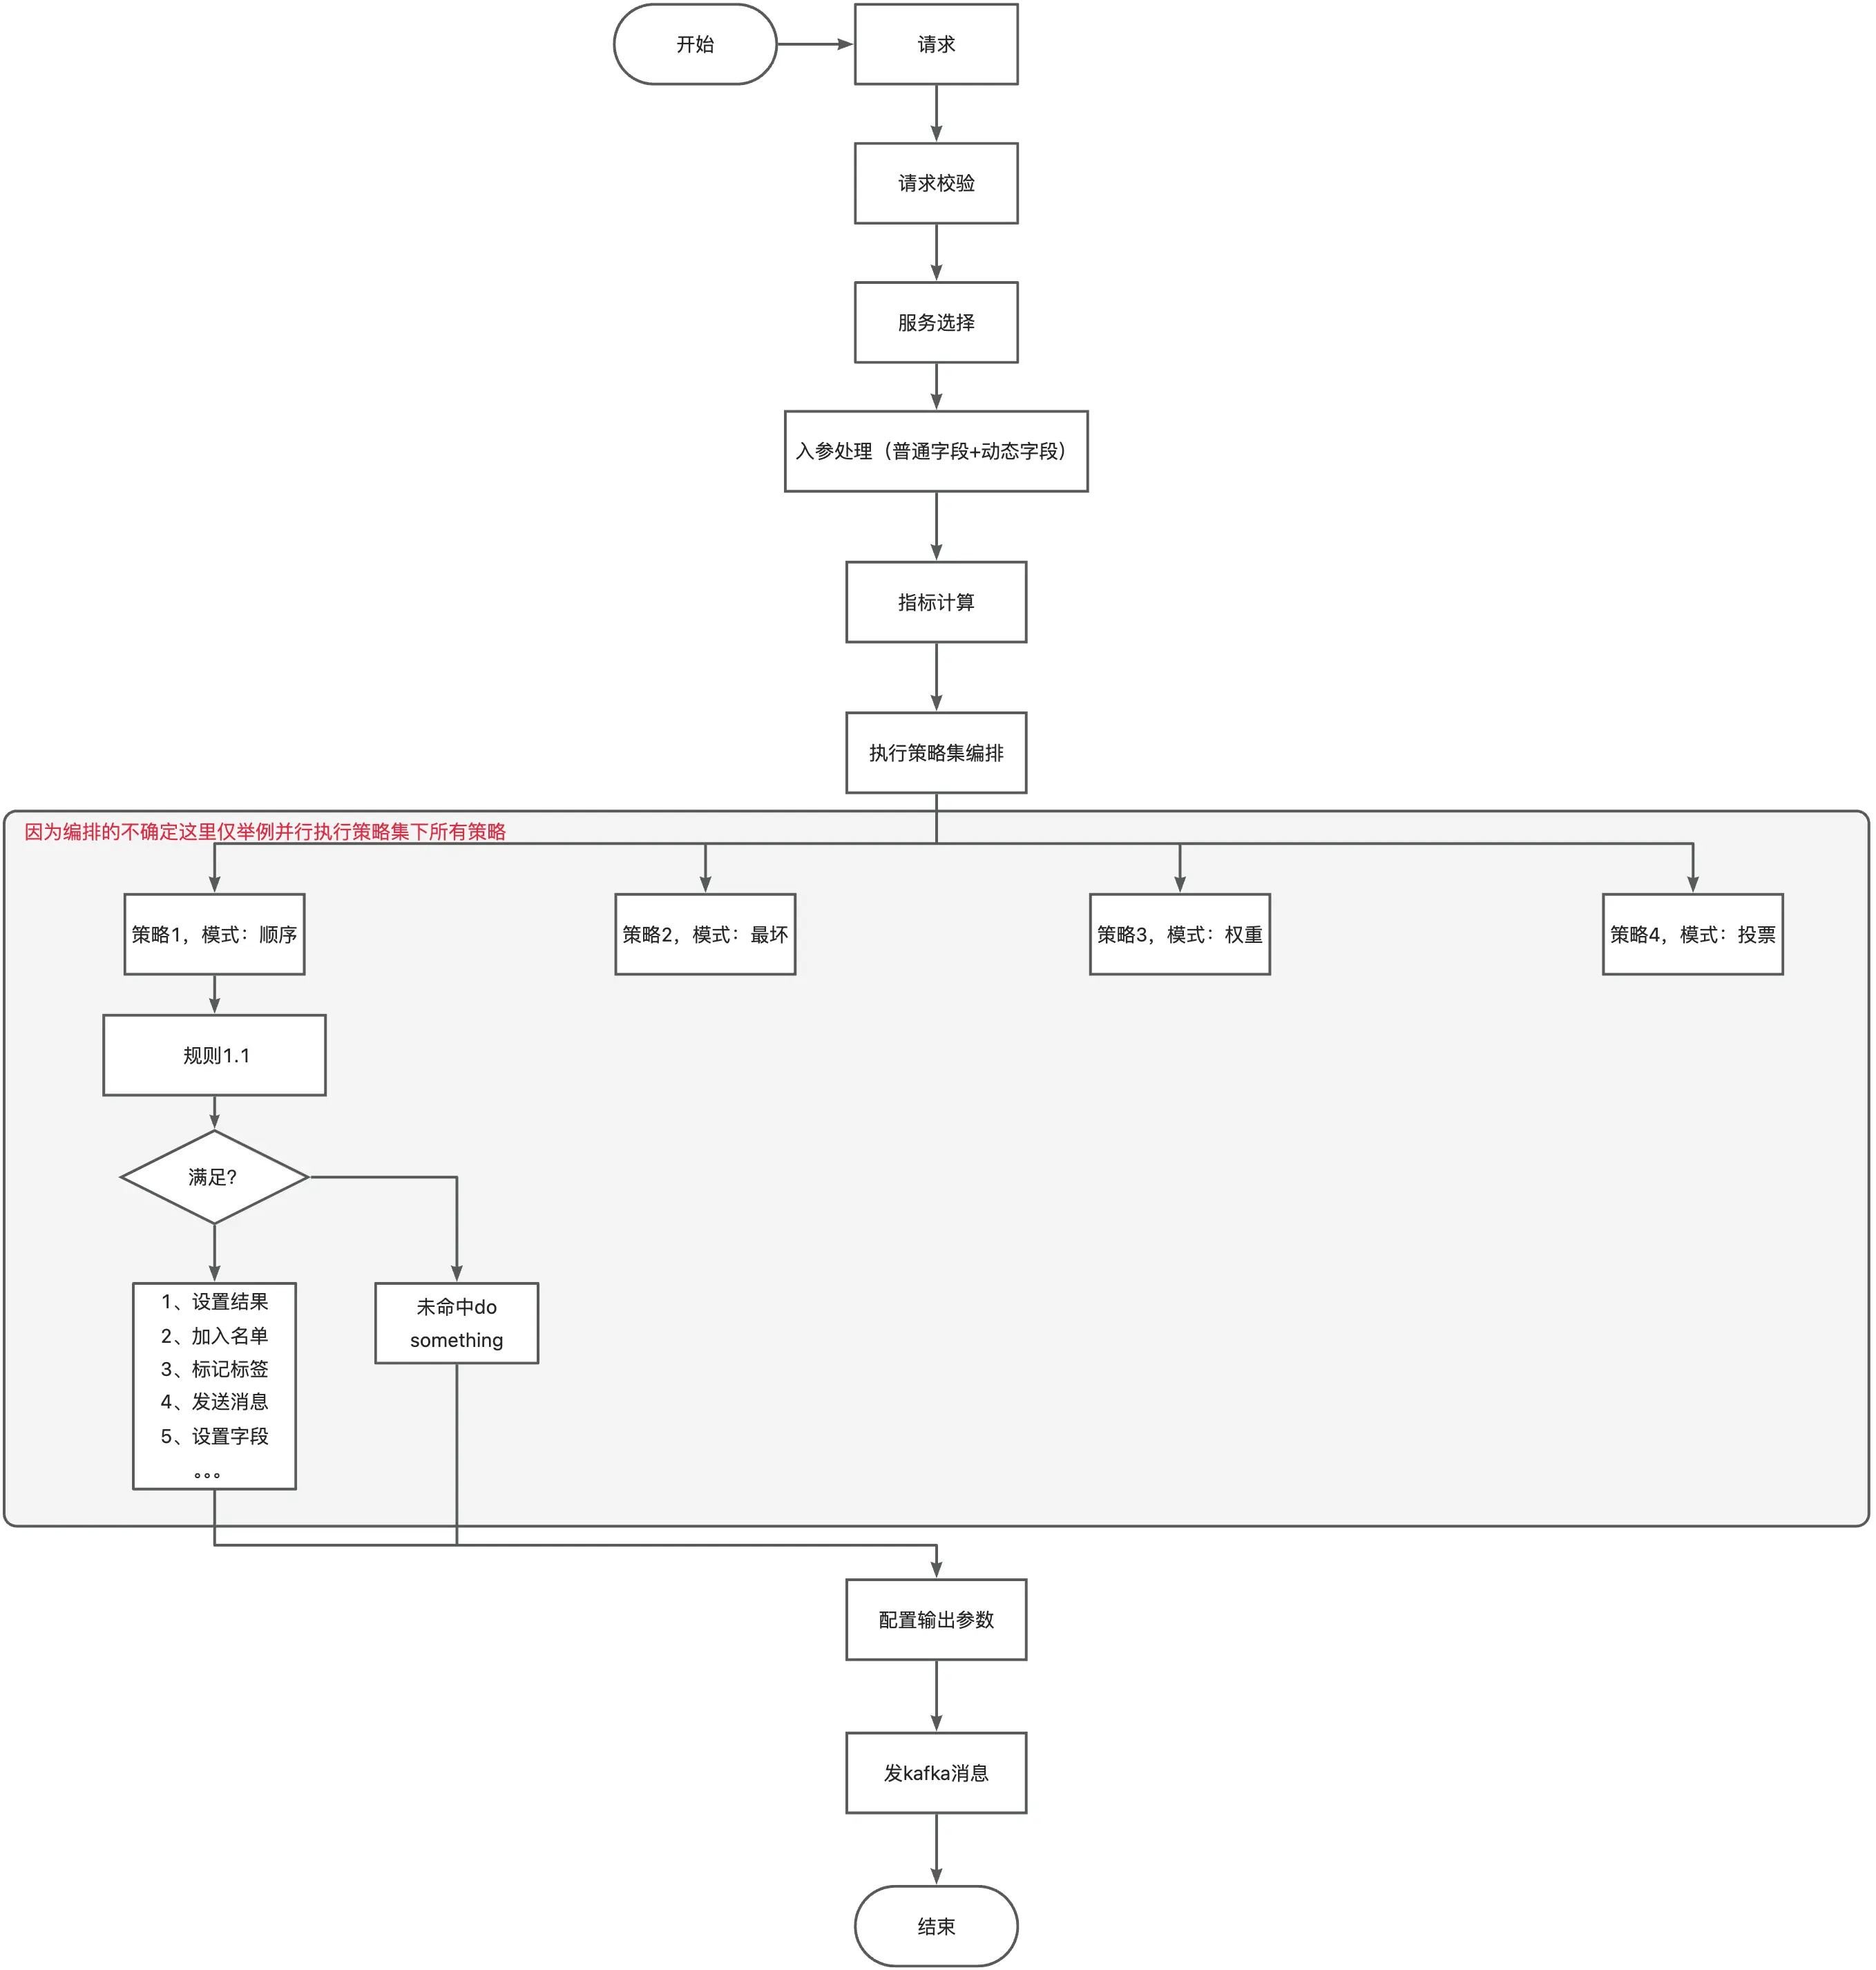 开始
请求
请求校验
服务选择
入参处理（普通字段+动态字段）
指标计算
执行策略集编排
因为编排的不确定这里仅举例并行执行策略集下所有策略
策略1，模式：顺序
策略2，模式：最坏
策略3，模式：权重
策略4，模式：投票
规则1.1
满足?
1、设置结果
2、加入名单
3、标记标签
4、发送消息
5、设置字段
。。。
未命中do
something
配置输出参数
发kafka消息
结束